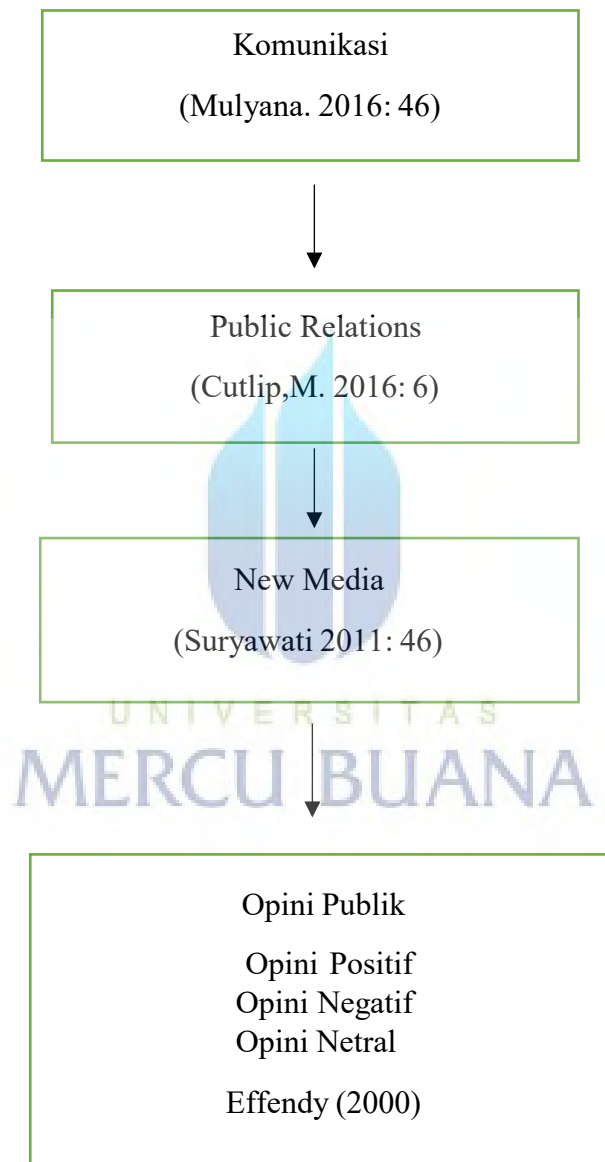 Komunikasi
(Mulyana. 2016: 46)
Public Relations
(Cutlip,M. 2016: 6)
New Media
(Suryawati 2011: 46)
UNIVERSITAS
MERCU BUANA
Opini Publik
Opini Positif
Opini Negatif
Opini Netral
Effendy (2000)